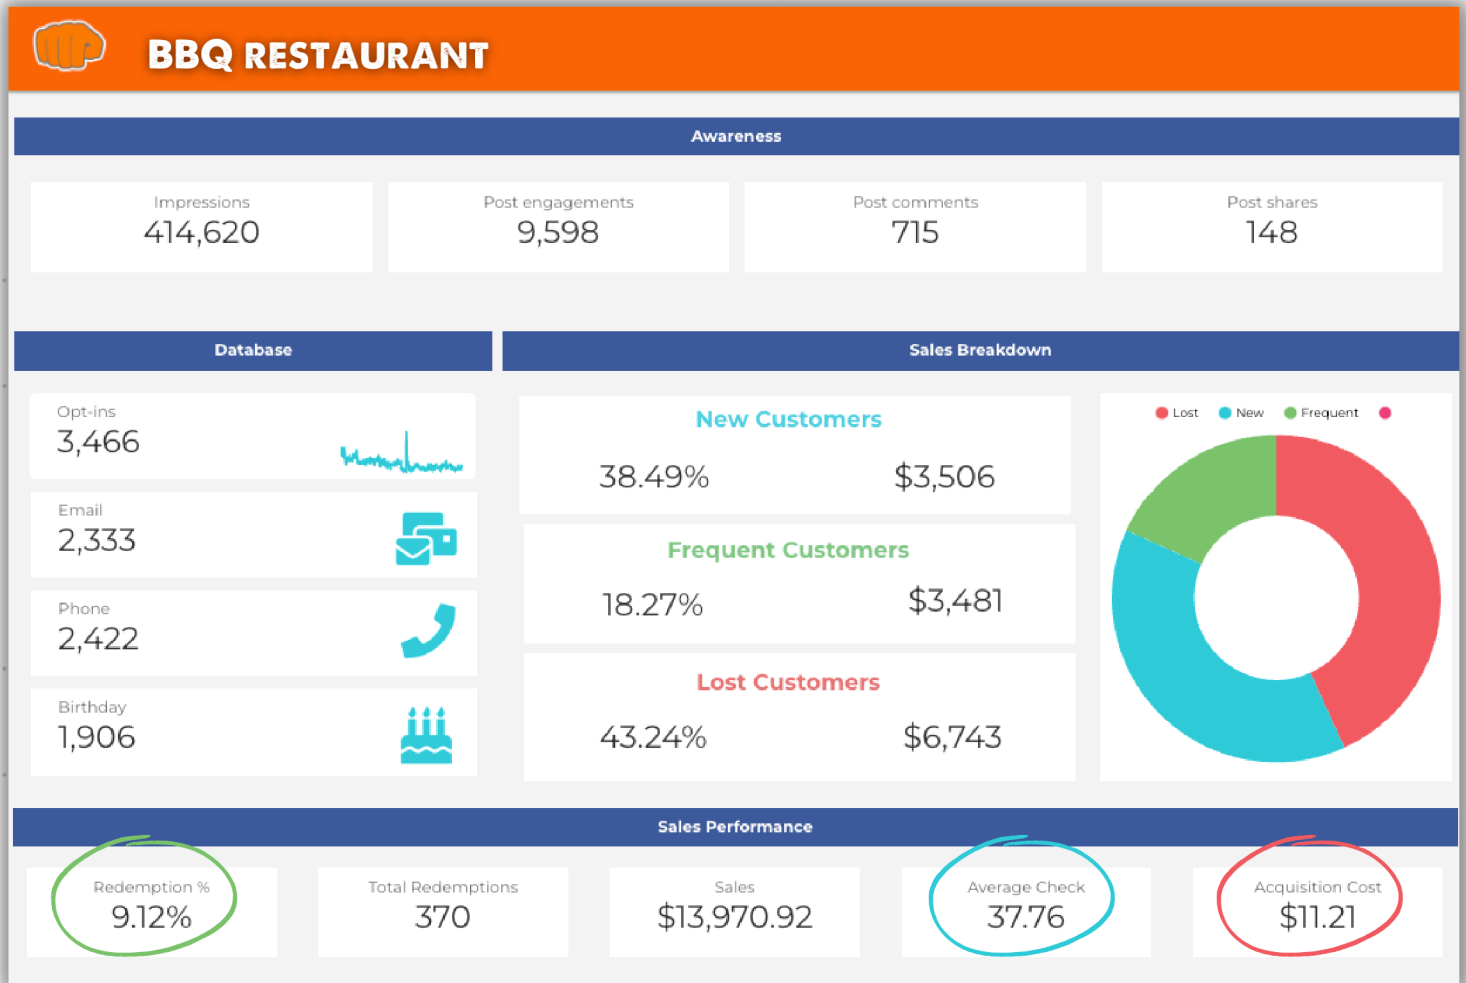 BBQ RESTAURANT
Awareness
Impressions
414,620
Post engagements
9,598
Post comments
715
Post shares
148
Database
Opt-ins
3,466
Email
2,333
Phone
2,422
Birthday
1,906
Sales Breakdown
New Customers
38.49% $3,506
Frequent Customers
18.27% $3,481
Lost Customers
43.24% $6,743
Lost New Frequent
Sales Performance
Redemption %
9.12%
Total Redemptions
370
Sales
$13,970.92
Average Check
37.76
Acquisition Cost
$11.21